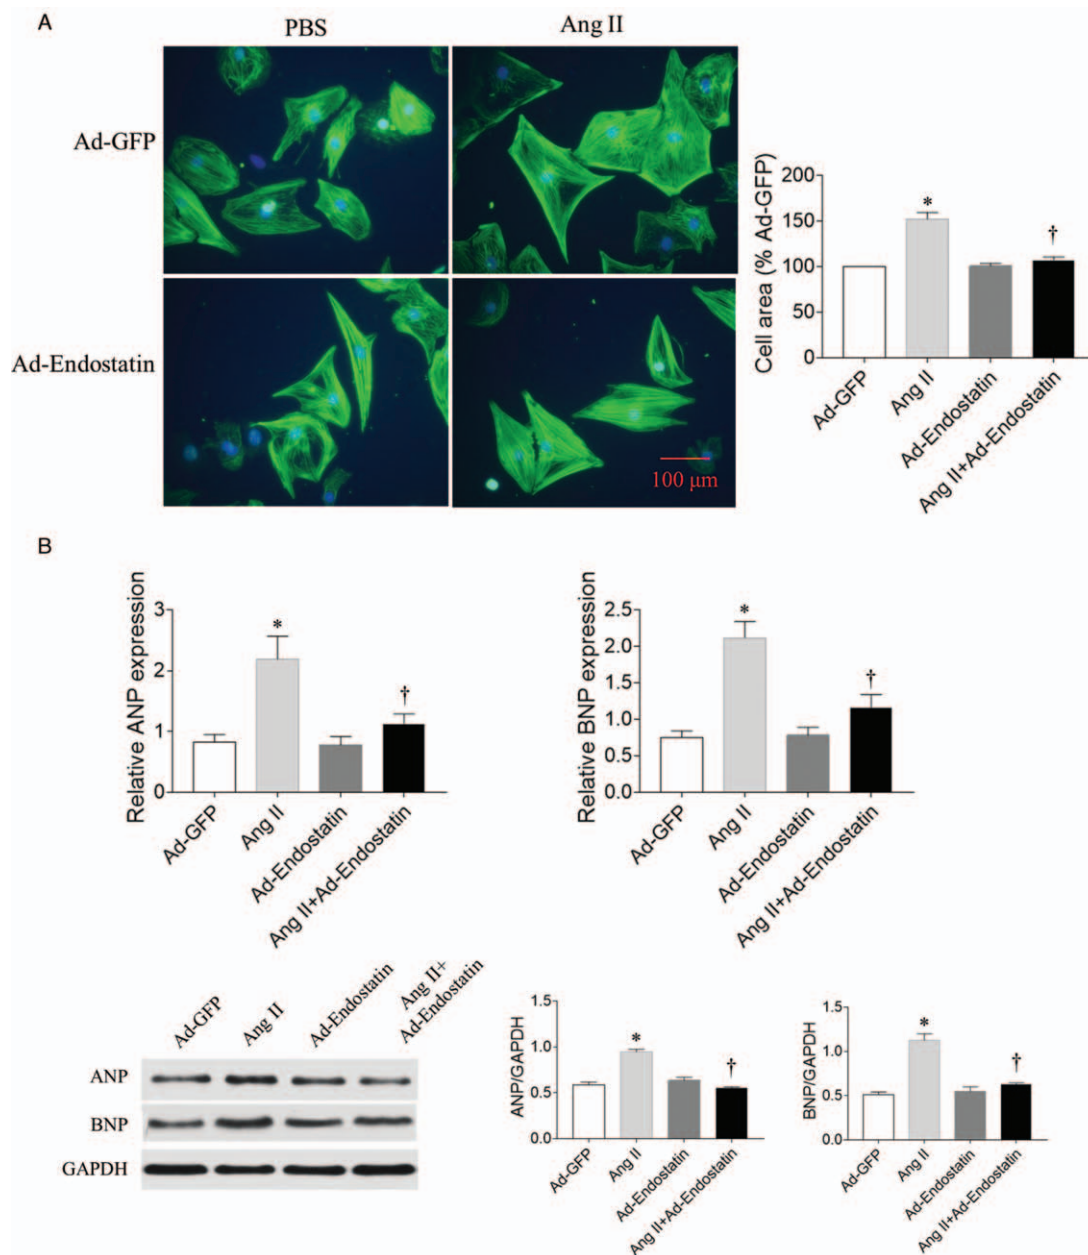 A
PBS
Ang II
Ad-GFP
Ad-Endostatin
100 μm
Cell area (% Ad-GFP)
200
150
100
50
0
*
†
Ad-GFP
Ang II
Ad-Endostatin
Ang II+Ad-Endostatin
B
Relative ANP expression
3
2
1
0
*
†
Ad-GFP
Ang II
Ad-Endostatin
Ang II+Ad-Endostatin
Relative BNP expression
2.5
2.0
1.5
1.0
0.5
0.0
*
†
Ad-GFP
Ang II
Ad-Endostatin
Ang II+Ad-Endostatin
Ad-GFP
Ang II
Ad-Endostatin
Ang II+
Ad-Endostatin
ANP
BNP
GAPDH
ANP/GAPDH
1.5
1.0
0.5
0.0
*
†
Ad-GFP
Ang II
Ad-Endostatin
Ang II+Ad-Endostatin
BNP/GAPDH
1.5
1.0
0.5
0.0
*
†
Ad-GFP
Ang II
Ad-Endostatin
Ang II+Ad-Endostatin